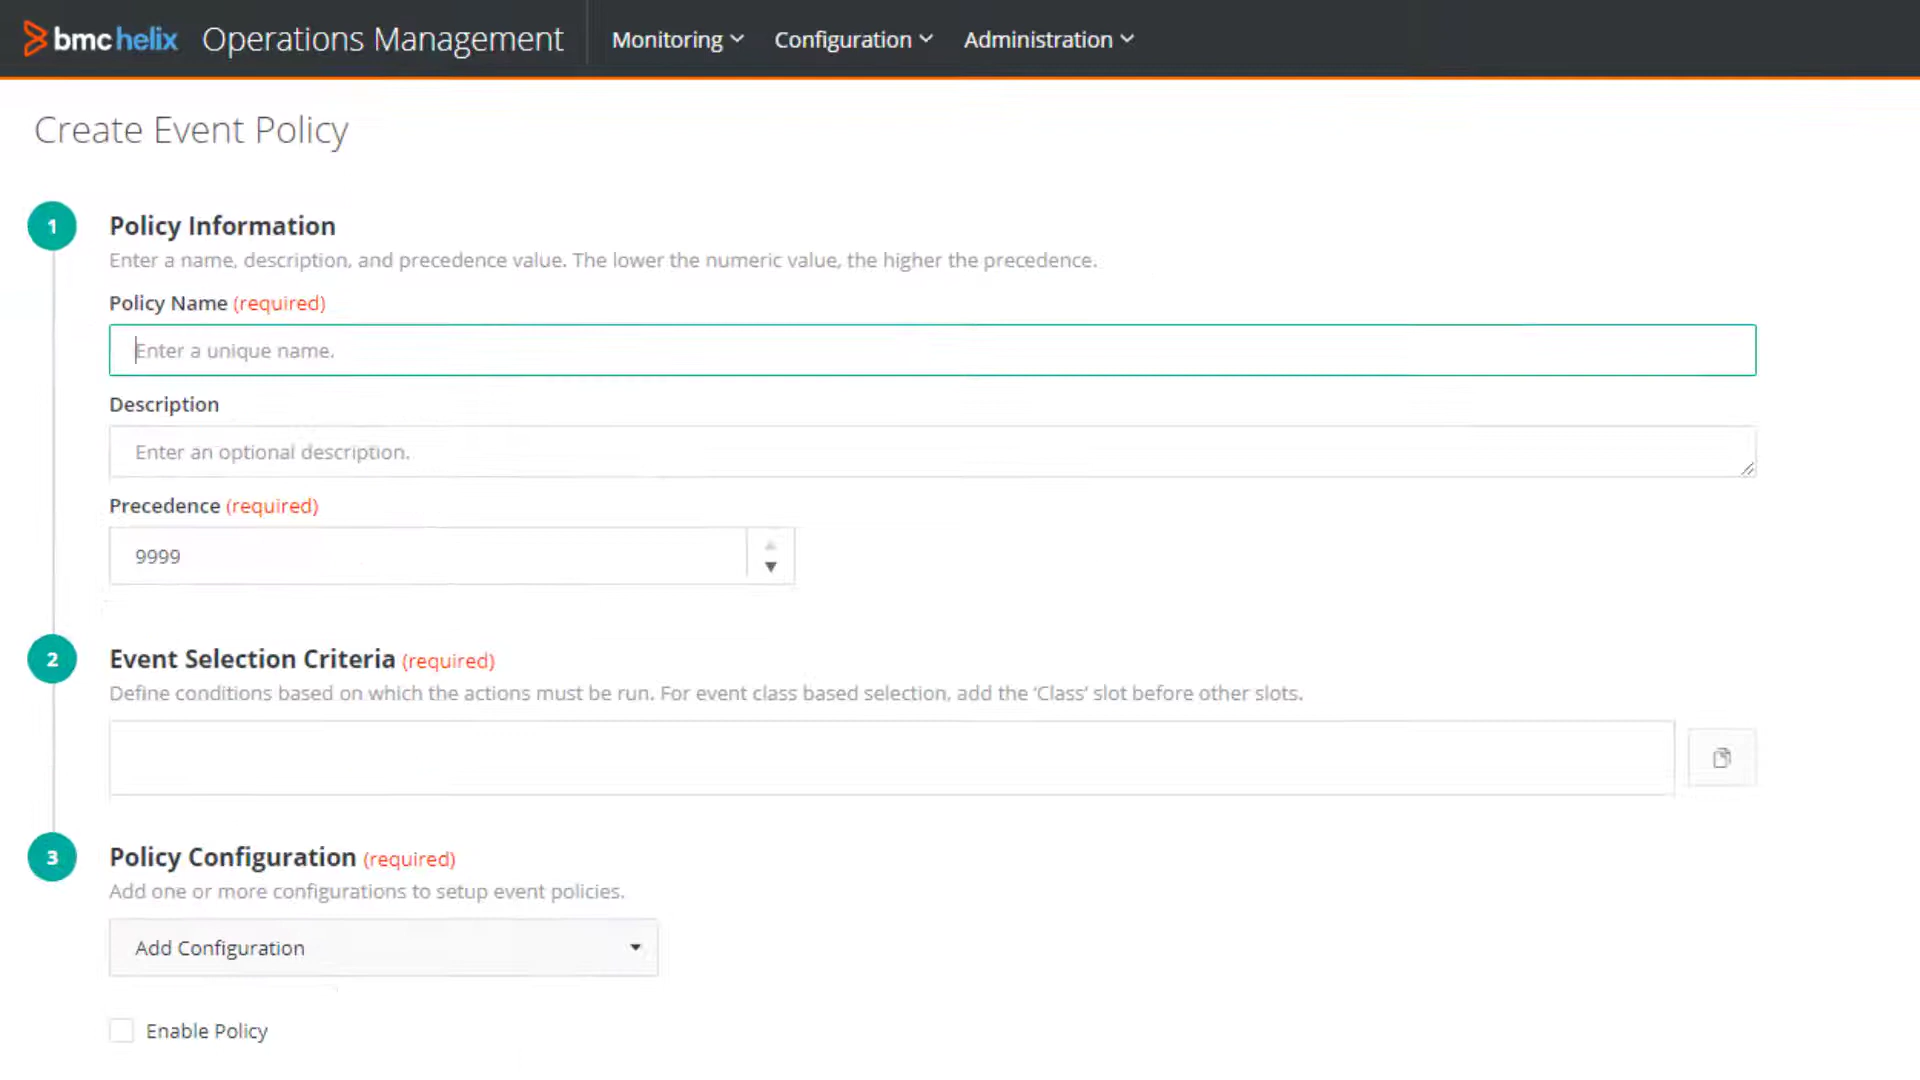 bmchelix Operations Management Monitoring Configuration Administration
Create Event Policy
1 Policy Information
Enter a name, description, and precedence value. The lower the numeric value, the higher the precedence.
Policy Name (required)
Enter a unique name.
Description
Enter an optional description.
Precedence (required)
9999
2 Event Selection Criteria (required)
Define conditions based on which the actions must be run. For event class based selection, add the ‘Class’ slot before other slots.
3 Policy Configuration (required)
Add one or more configurations to setup event policies.
Add Configuration
Enable Policy